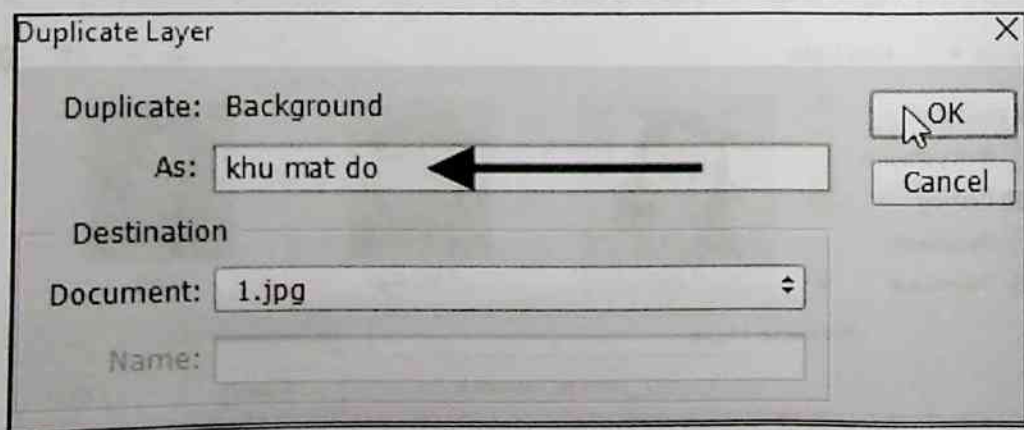 Duplicate Layer
Duplicate: Background
OK
As: khu mat do
Cancel
Destination
Document: 1.jpg
Name: